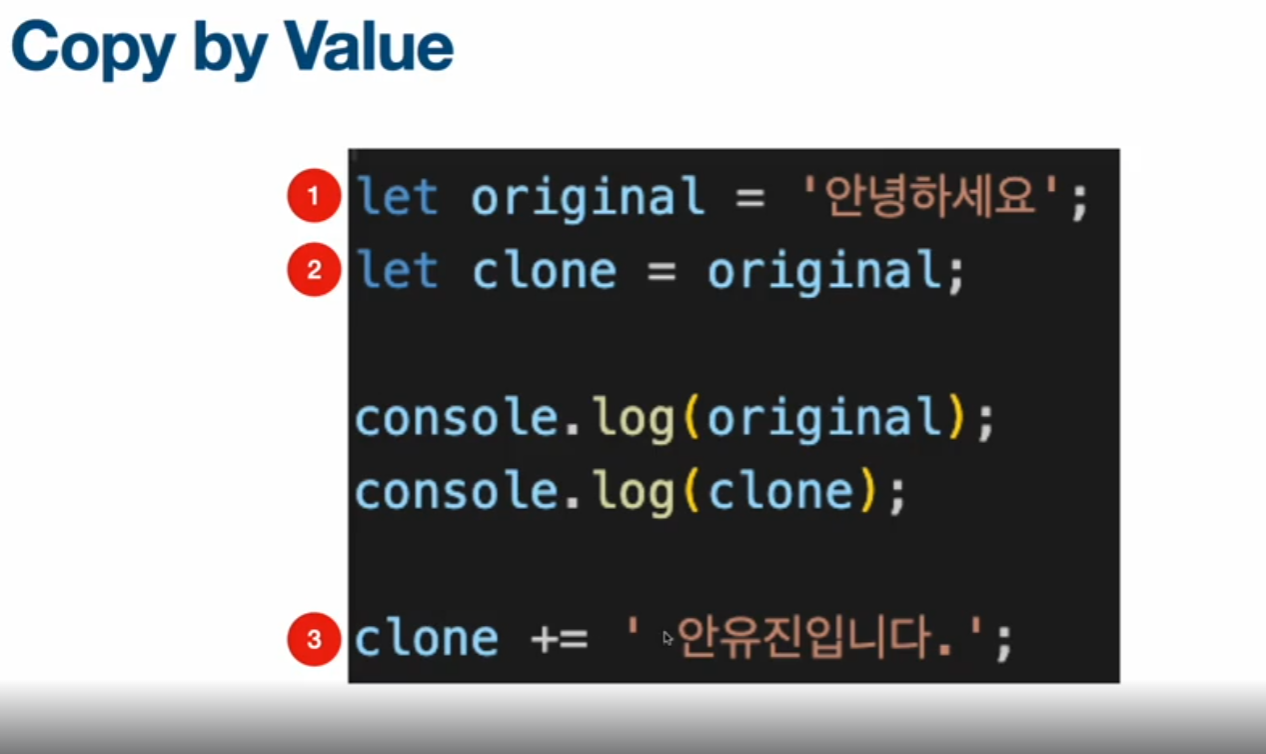 Copy by Value
1 let original = '안녕하세요';
2 let clone = original;
console.log(original);
console.log(clone);
3 clone += ' 안유진입니다.';